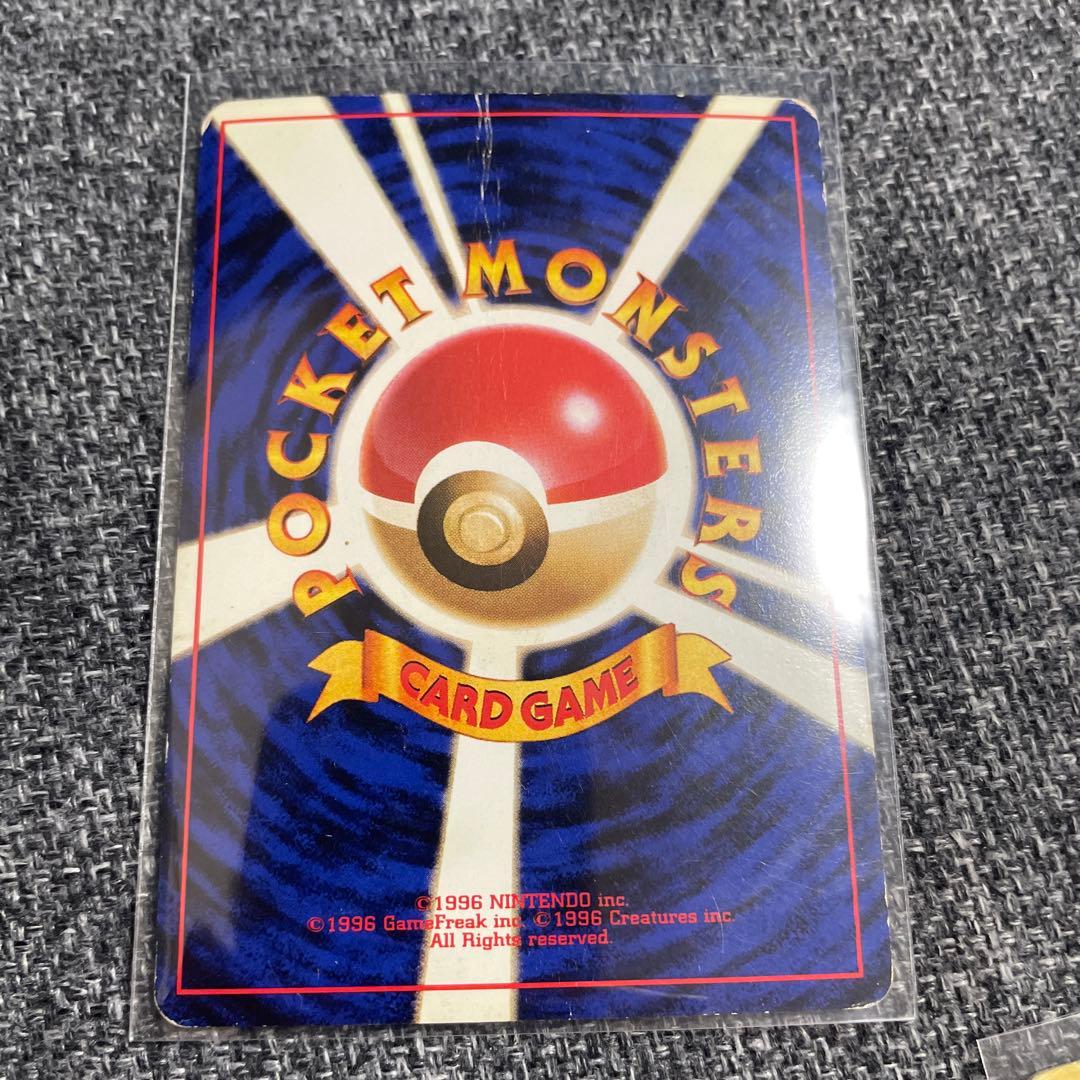 POCKET MONSTERS
CARD GAME
©1996 NINTENDO inc.
©1996 GameFreak inc. ©1996 Creatures inc.
All Rights reserved.